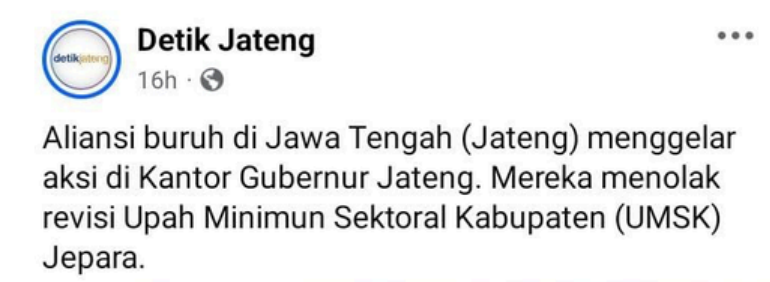 detikjateng
Detik Jateng
16h ·
Aliansi buruh di Jawa Tengah (Jateng) menggelar
aksi di Kantor Gubernur Jateng. Mereka menolak
revisi Upah Minimun Sektoral Kabupaten (UMSK)
Jepara.